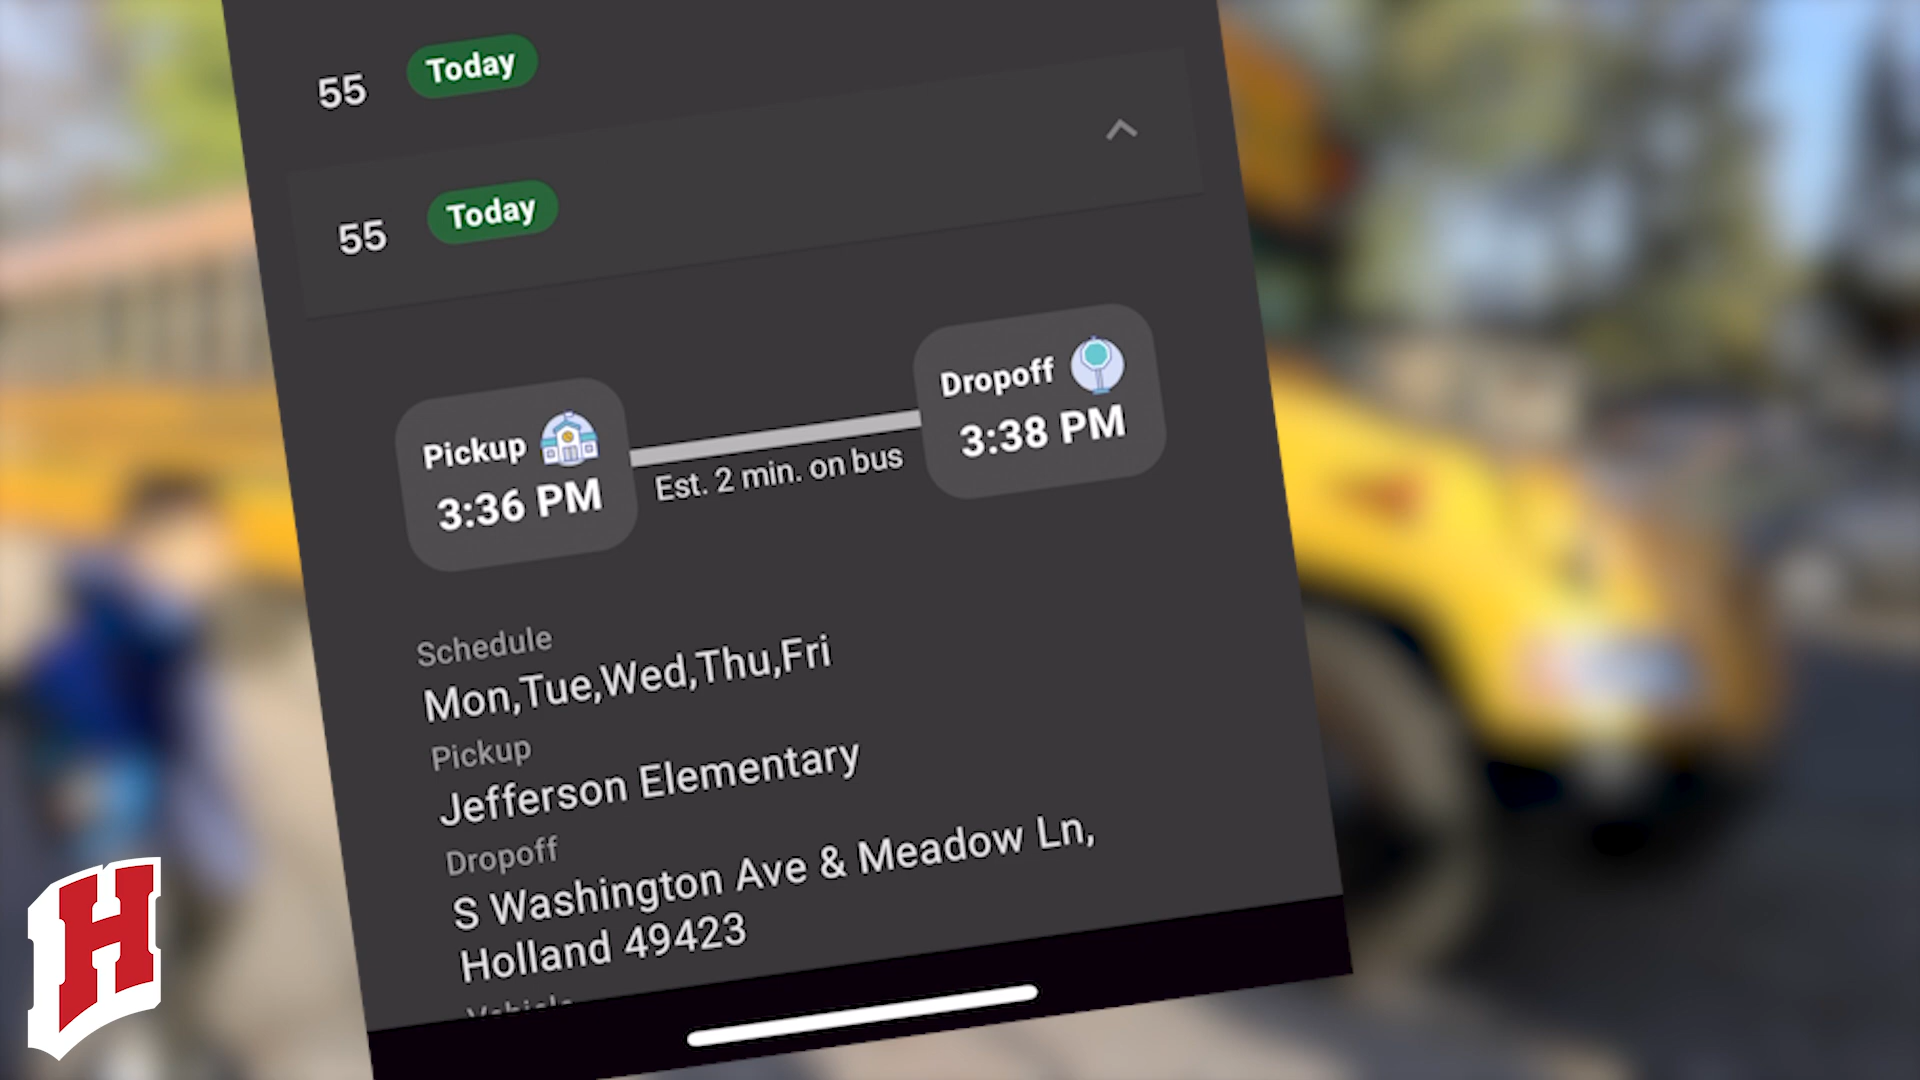 55 Today
55 Today
Pickup
3:36 PM
Est. 2 min. on bus
Dropoff
3:38 PM
Schedule
Mon,Tue,Wed,Thu,Fri
Pickup
Jefferson Elementary
Dropoff
S Washington Ave & Meadow Ln,
Holland 49423
Vehicle
H